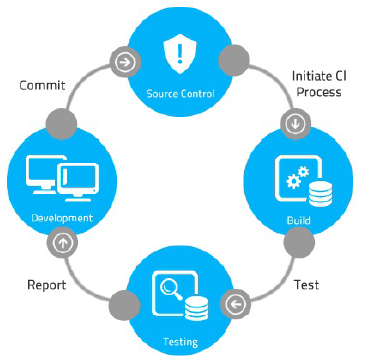 Commit
Source Control
Initiate CI
Process
Development
Build
Report
Test
Testing